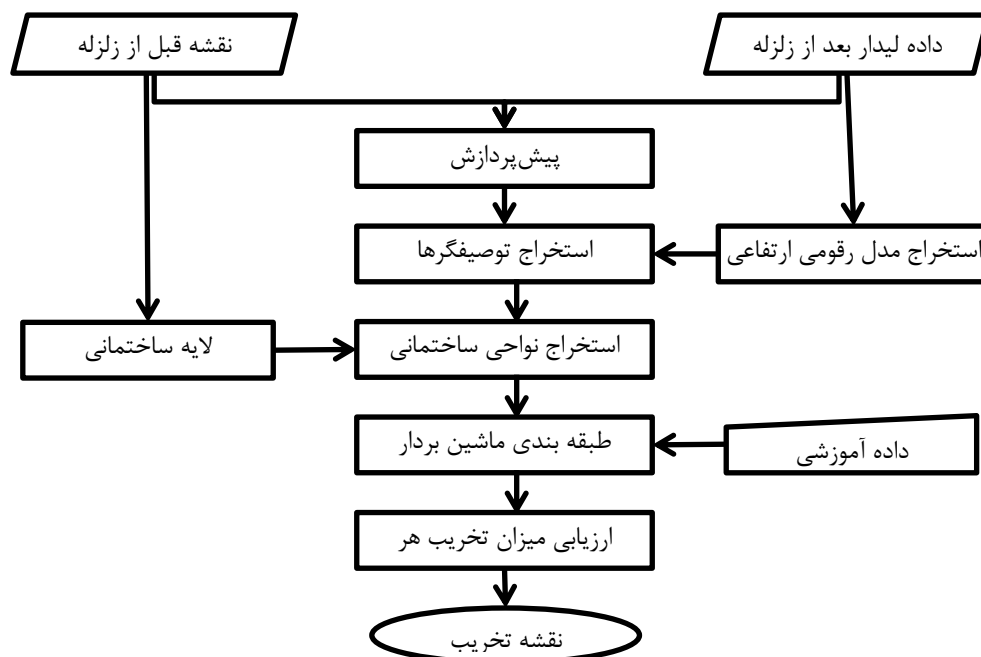 نقشه قبل از زلزله
داده لیدار بعد از زلزله
پیش‌پردازش
استخراج توصیفگرها
استخراج مدل رقومی ارتفاعی
لایه ساختمانی
استخراج نواحی ساختمانی
طبقه بندی ماشین بردار
داده آموزشی
ارزیابی میزان تخریب هر
نقشه تخریب